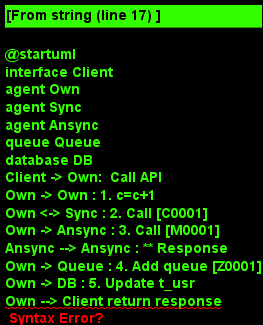 [From string (line 17) ]
@startuml
interface Client
agent Own
agent Sync
agent Ansync
queue Queue
database DB
Client -> Own:  Call API
Own -> Own : 1. c=c+1
Own <-> Sync : 2. Call [C0001]
Own -> Ansync : 3. Call [M0001]
Ansync --> Ansync : ** Response
Own -> Queue : 4. Add queue [Z0001]
Own -> DB : 5. Update t_usr
Own --> Client return response
Syntax Error?